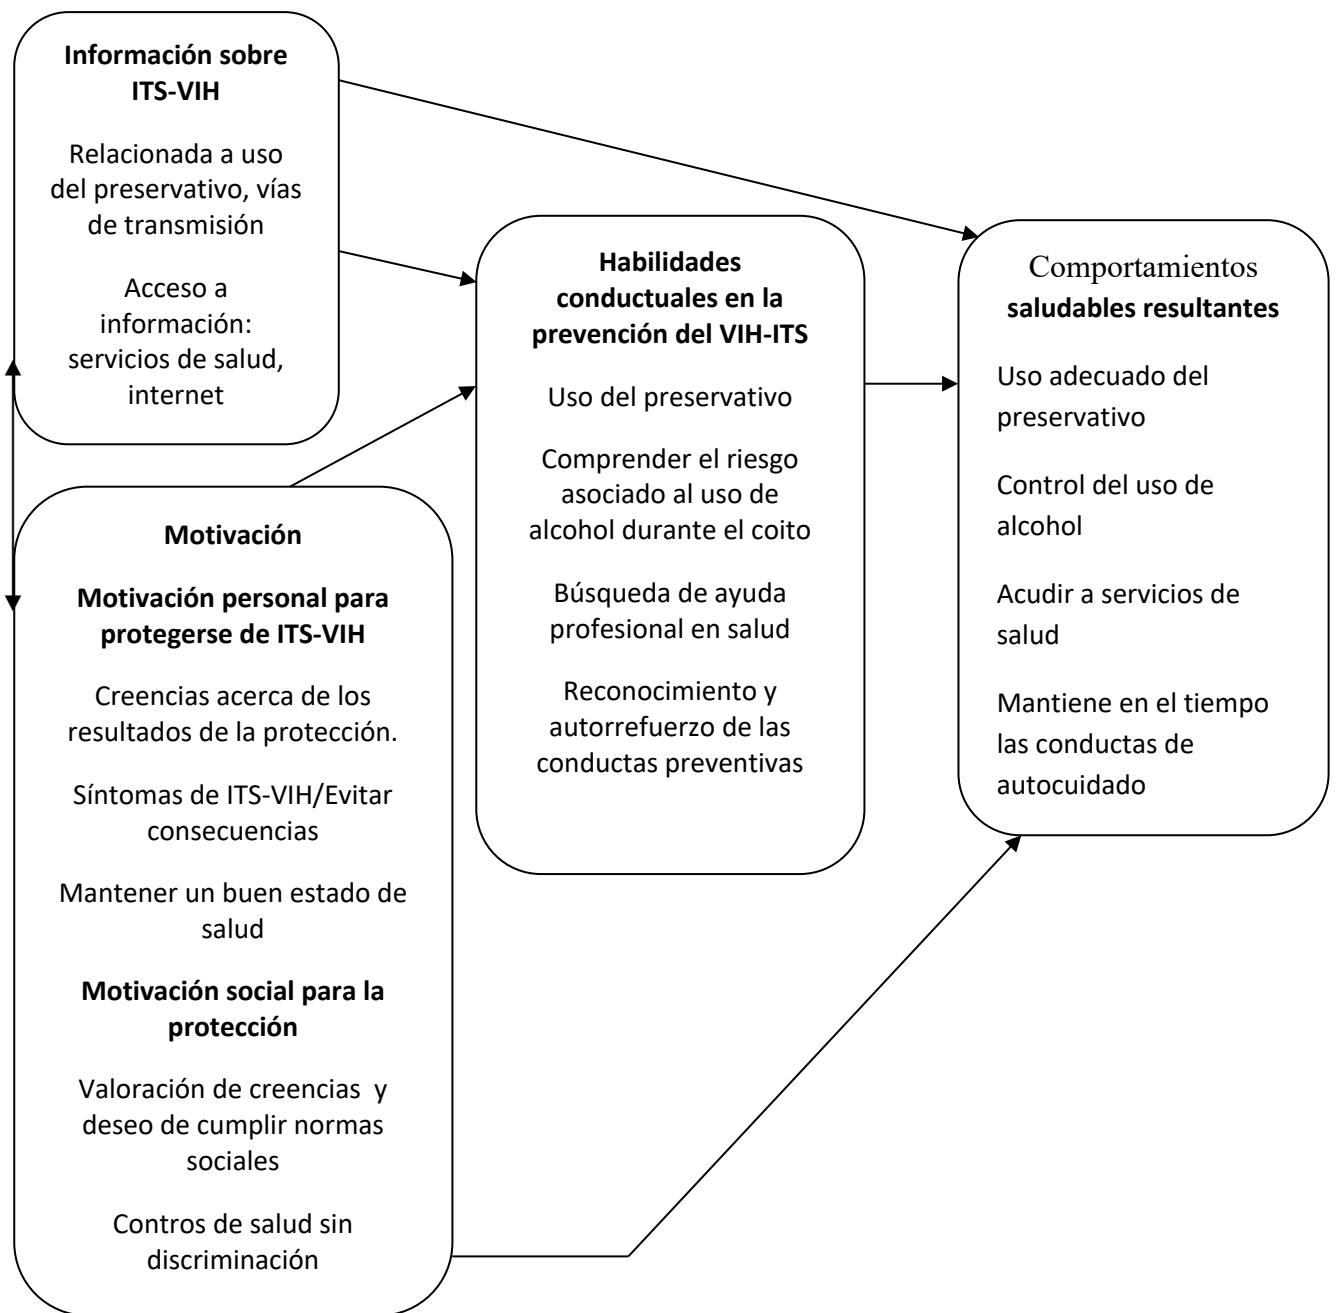 Información sobre
ITS-VIH
Relacionada a uso
del preservativo, vías
de transmisión
Acceso a
información:
servicios de salud,
internet
Motivación
Motivación personal para
protegerse de ITS-VIH
Creencias acerca de los
resultados de la protección.
Síntomas de ITS-VIH/Evitar
consecuencias
Mantener un buen estado de
salud
Motivación social para la
protección
Valoración de creencias  y
deseo de cumplir normas
sociales
Contros de salud sin
discriminación
Habilidades
conductuales en la
prevención del VIH-ITS
Uso del preservativo
Comprender el riesgo
asociado al uso de
alcohol durante el coito
Búsqueda de ayuda
profesional en salud
Reconocimiento y
autorrefuerzo de las
conductas preventivas
Comportamientos
saludables resultantes
Uso adecuado del
preservativo
Control del uso de
alcohol
Acudir a servicios de
salud
Mantiene en el tiempo
las conductas de
autocuidado